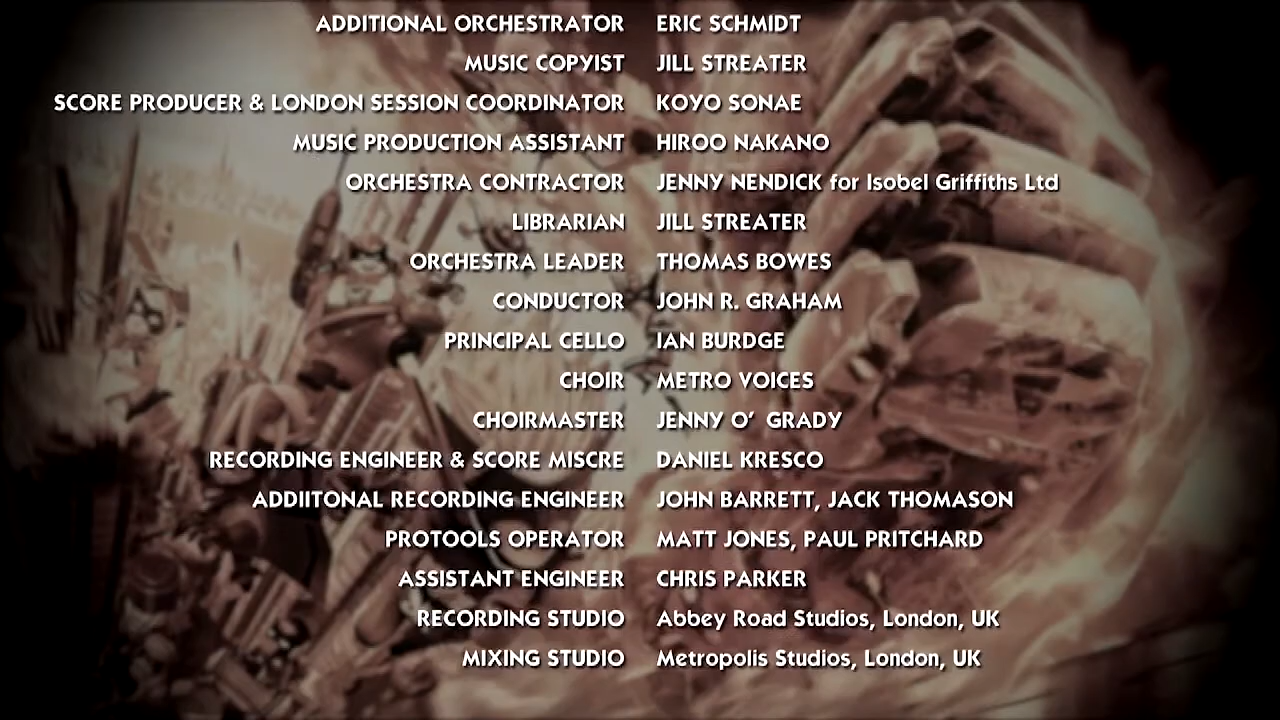 ADDITIONAL ORCHESTRATOR ERIC SCHMIDT
MUSIC COPYIST JILL STREATER
SCORE PRODUCER & LONDON SESSION COORDINATOR KOYO SONAE
MUSIC PRODUCTION ASSISTANT HIROO NAKANO
ORCHESTRA CONTRACTOR JENNY NENDICK for Isobel Griffiths Ltd
LIBRARIAN JILL STREATER
ORCHESTRA LEADER THOMAS BOWES
CONDUCTOR JOHN R. GRAHAM
PRINCIPAL CELLO IAN BURDGE
CHOIR METRO VOICES
CHOIRMASTER JENNY O’ GRADY
RECORDING ENGINEER & SCORE MISCRE DANIEL KRESCO
ADDIITONAL RECORDING ENGINEER JOHN BARRETT, JACK THOMASON
PROTOOLS OPERATOR MATT JONES, PAUL PRITCHARD
ASSISTANT ENGINEER CHRIS PARKER
RECORDING STUDIO Abbey Road Studios, London, UK
MIXING STUDIO Metropolis Studios, London, UK